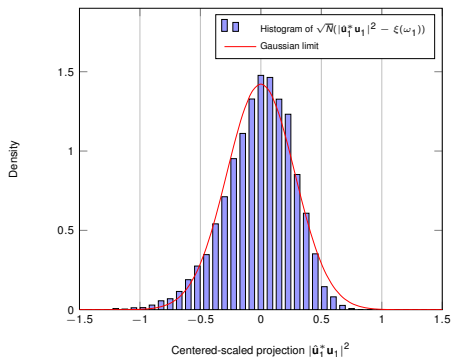 Histogram of √N(|û₁*u₁|² − ξ(ω₁))
Gaussian limit
1.5
1
0.5
0
Density
−1.5 −1 −0.5 0 0.5 1 1.5
Centered-scaled projection |û₁*u₁|²